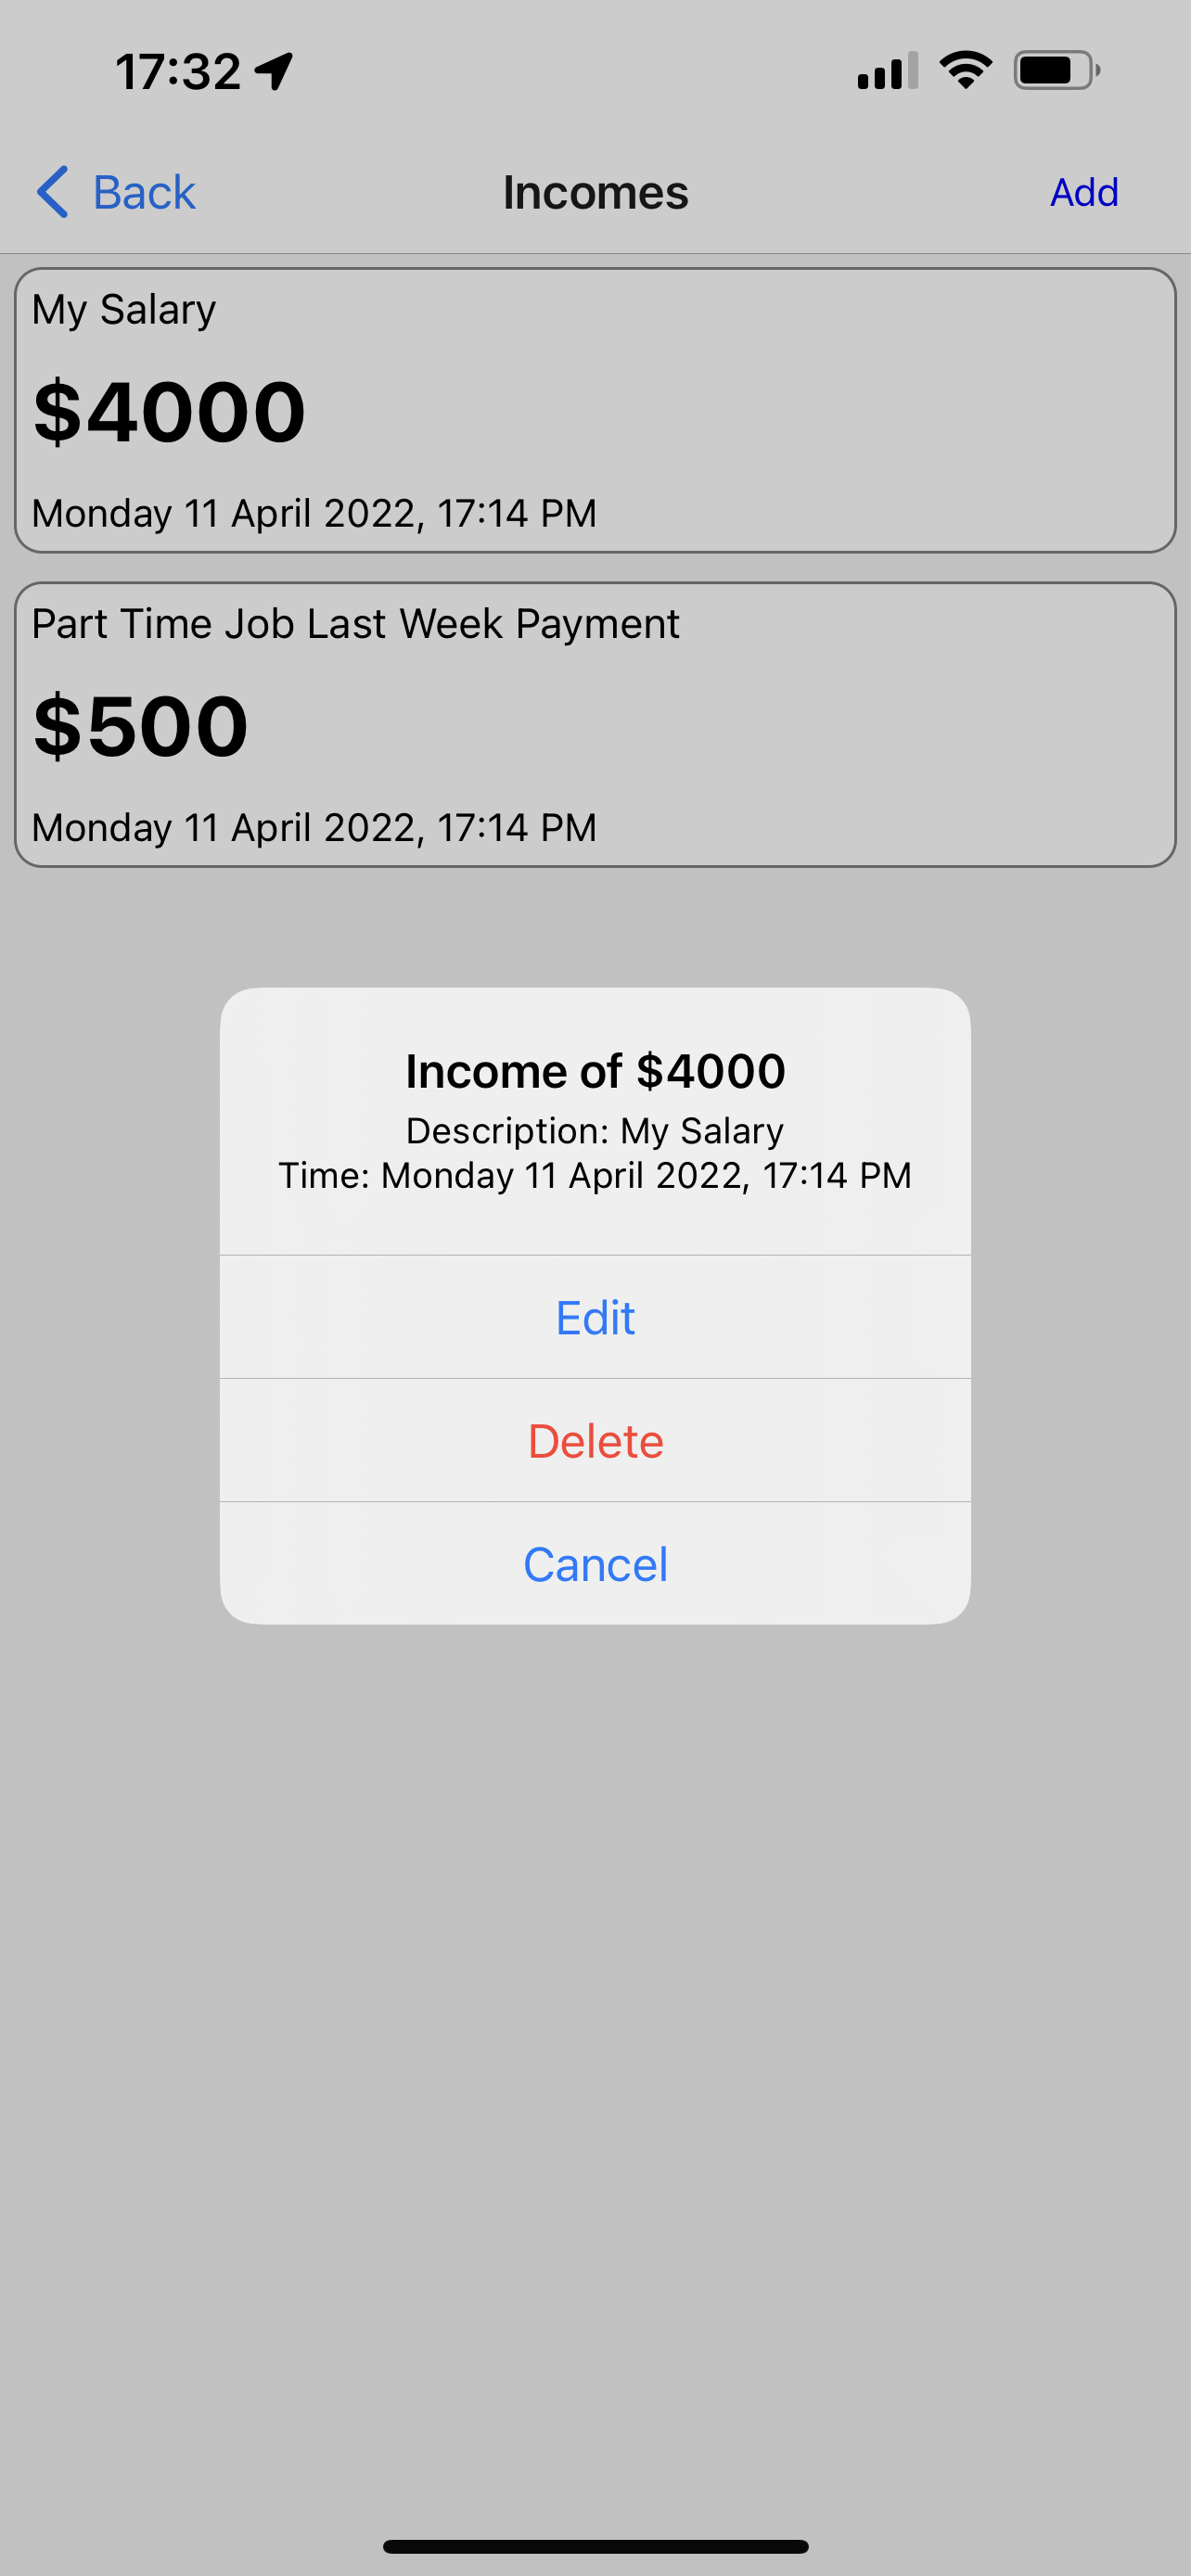 17:32
Back
Incomes
Add
My Salary
$4000
Monday 11 April 2022, 17:14 PM
Part Time Job Last Week Payment
$500
Monday 11 April 2022, 17:14 PM
Income of $4000
Description: My Salary
Time: Monday 11 April 2022, 17:14 PM
Edit
Delete
Cancel